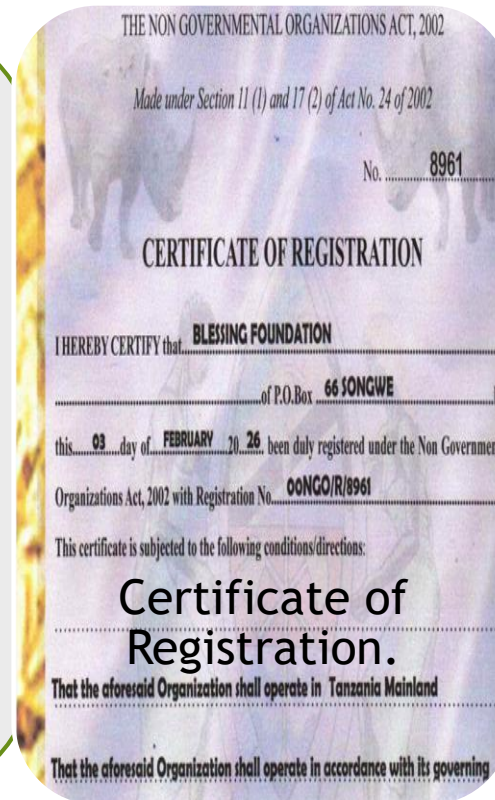 THE NON GOVERNMENTAL ORGANIZATIONS ACT, 2002
Made under Section 11 (1) and 17 (2) of Act No. 24 of 2002
No. 8961
CERTIFICATE OF REGISTRATION
I HEREBY CERTIFY that BLESSING FOUNDATION
of P.O.Box 66 SONGWE
this 03 day of FEBRUARY 20 26 been duly registered under the Non Governmen
Organizations Act, 2002 with Registration No. 00NGO/R/8961
This certificate is subjected to the following conditions/directions:
Certificate of
Registration.
That the aforesaid Organization shall operate in Tanzania Mainland
That the aforesaid Organization shall operate in accordance with its governing